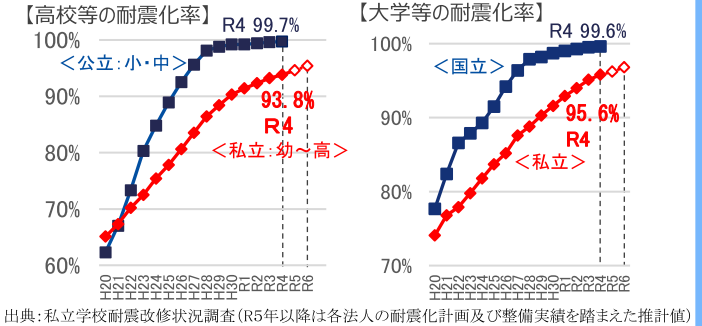 【高校等の耐震化率】
R4 99.7%
100%
90%
80%
70%
60%
＜公立：小・中＞
93.8%
R4
＜私立：幼～高＞
H20 H21 H22 H23 H24 H25 H26 H27 H28 H29 H30 R1 R2 R3 R4 R5 R6
【大学等の耐震化率】
R4 99.6%
100%
90%
80%
70%
＜国立＞
95.6%
R4
＜私立＞
H20 H21 H22 H23 H24 H25 H26 H27 H28 H29 H30 R1 R2 R3 R4 R5 R6
出典：私立学校耐震改修状況調査（R5年以降は各法人の耐震化計画及び整備実績を踏まえた推計値）